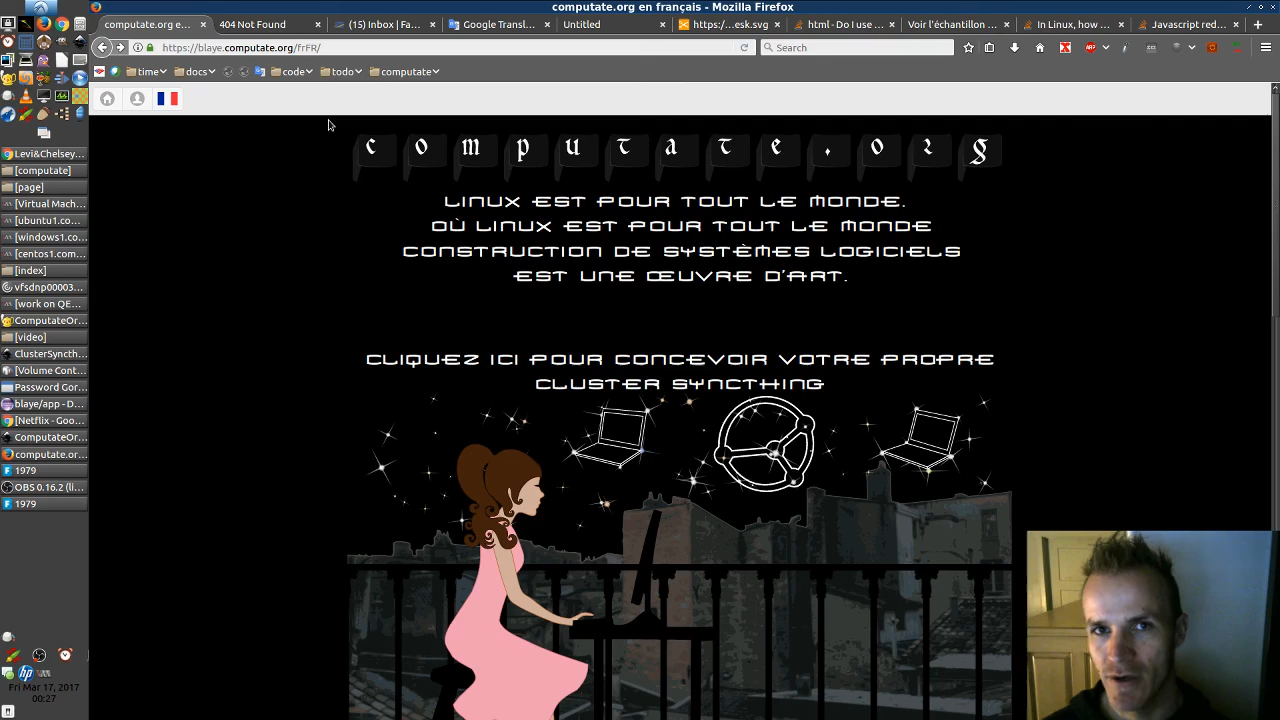 computate.org en français - Mozilla Firefox
computate.org e... × 404 Not Found × (15) Inbox | Fa... × Google Transl... × Untitled × https:/...esk.svg × html - Do I use ... × Voir l'échantillon ... × In Linux, how ... × Javascript red... ×
https://blaye.computate.org/frFR/ Search
time docs code todo computate
c o m p u t a t e . o r g
LINUX EST POUR TOUT LE MONDE.
OÙ LINUX EST POUR TOUT LE MONDE
CONSTRUCTION DE SYSTÈMES LOGICIELS
EST UNE ŒUVRE D'ART.
CLIQUEZ ICI POUR CONCEVOIR VOTRE PROPRE
CLUSTER SYNCTHING
Levi&Chelsey...
[computate]
[page]
[Virtual Mach...
[ubuntu1.co...
[windows1.co...
[centos1.com...
[index]
vfsdnp00003...
[work on QE...
ComputateOr...
[video]
ClusterSyncth...
[Volume Cont...
Password Gor...
blaye/app - D...
[Netflix - Goo...
ComputateOr...
computate.or...
1979
OBS 0.16.2 (li...
1979
Fri Mar 17, 2017
00:27